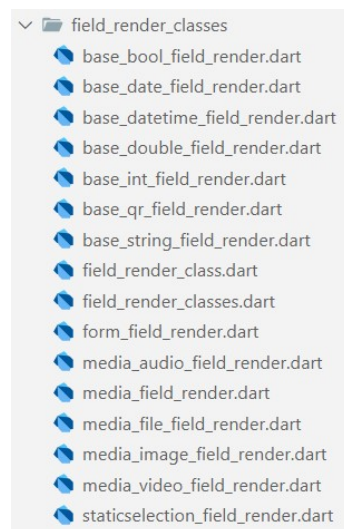 field_render_classes
base_bool_field_render.dart
base_date_field_render.dart
base_datetime_field_render.dart
base_double_field_render.dart
base_int_field_render.dart
base_qr_field_render.dart
base_string_field_render.dart
field_render_class.dart
field_render_classes.dart
form_field_render.dart
media_audio_field_render.dart
media_field_render.dart
media_file_field_render.dart
media_image_field_render.dart
media_video_field_render.dart
staticselection_field_render.dart